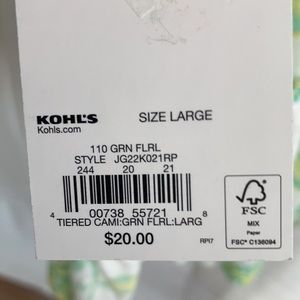 KOHL'S SIZE LARGE
Kohls.com
110 GRN FLRL
STYLE JG22K021RP
244 20 21
4 00738 55721 8
TIERED CAMI:GRN FLRL:LARG
$20.00
RPI7
FSC
MIX
Paper
FSC® C138094